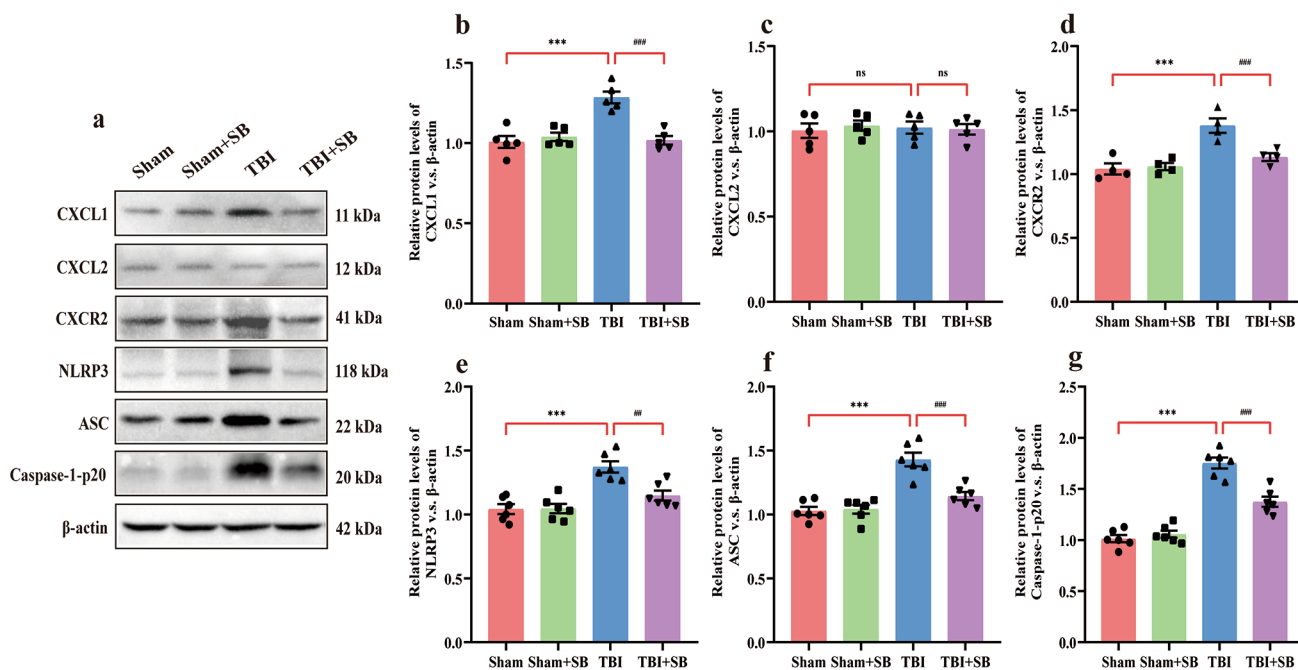 a
Sham
Sham+SB
TBI
TBI+SB
CXCL1
11 kDa
CXCL2
12 kDa
CXCR2
41 kDa
NLRP3
118 kDa
ASC
22 kDa
Caspase-1-p20
20 kDa
β-actin
42 kDa
b
Relative protein levels of
CXCL1 v.s. β-actin
1.5
1.0
0.5
0.0
***
###
Sham Sham+SB TBI TBI+SB
c
Relative protein levels of
CXCL2 v.s. β-actin
1.5
1.0
0.5
0.0
ns
ns
Sham Sham+SB TBI TBI+SB
d
Relative protein levels of
CXCR2 v.s. β-actin
2.0
1.5
1.0
0.5
0.0
***
###
Sham Sham+SB TBI TBI+SB
e
Relative protein levels of
NLRP3 v.s. β-actin
2.0
1.5
1.0
0.5
0.0
***
##
Sham Sham+SB TBI TBI+SB
f
Relative protein levels of
ASC v.s. β-actin
2.0
1.5
1.0
0.5
0.0
***
###
Sham Sham+SB TBI TBI+SB
g
Relative protein levels of
Caspase-1-p20 v.s. β-actin
2.5
2.0
1.5
1.0
0.5
0.0
***
###
Sham Sham+SB TBI TBI+SB